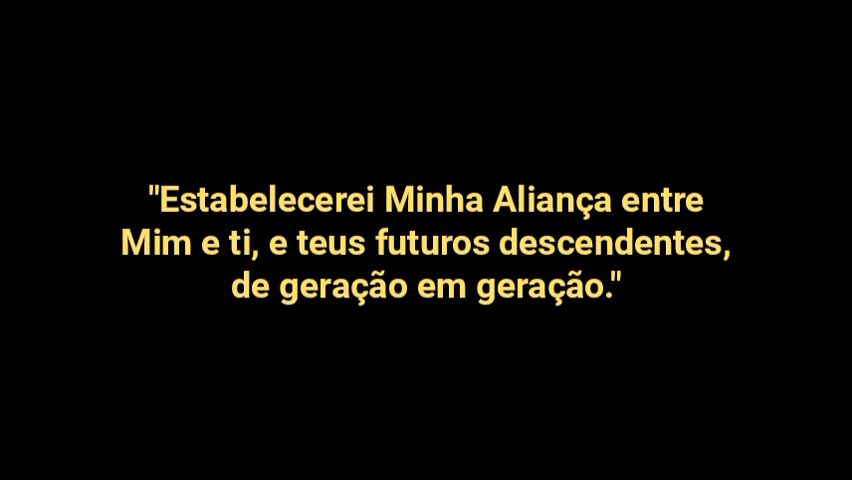 "Estabelecerei Minha Aliança entre
Mim e ti, e teus futuros descendentes,
de geração em geração."